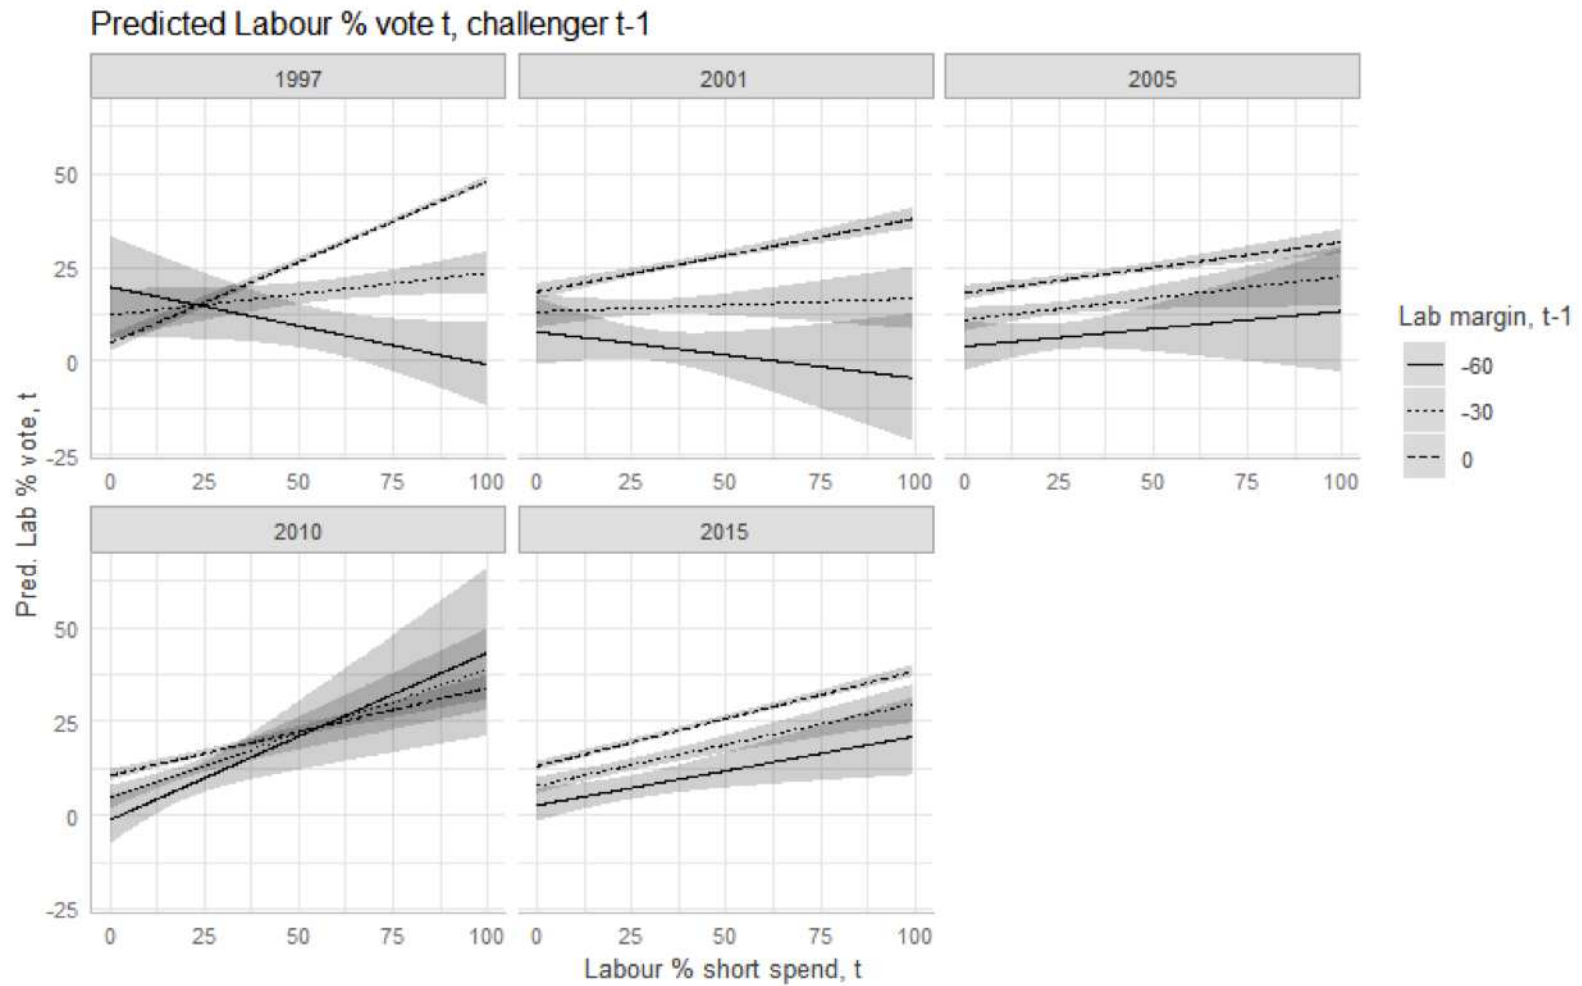 Predicted Labour % vote t, challenger t-1
1997
2001
2005
50
25
0
-25
0 25 50 75 100
0 25 50 75 100
0 25 50 75 100
Lab margin, t-1
-60
-30
0
Pred. Lab % vote, t
2010
2015
50
25
0
-25
0 25 50 75 100
0 25 50 75 100
Labour % short spend, t